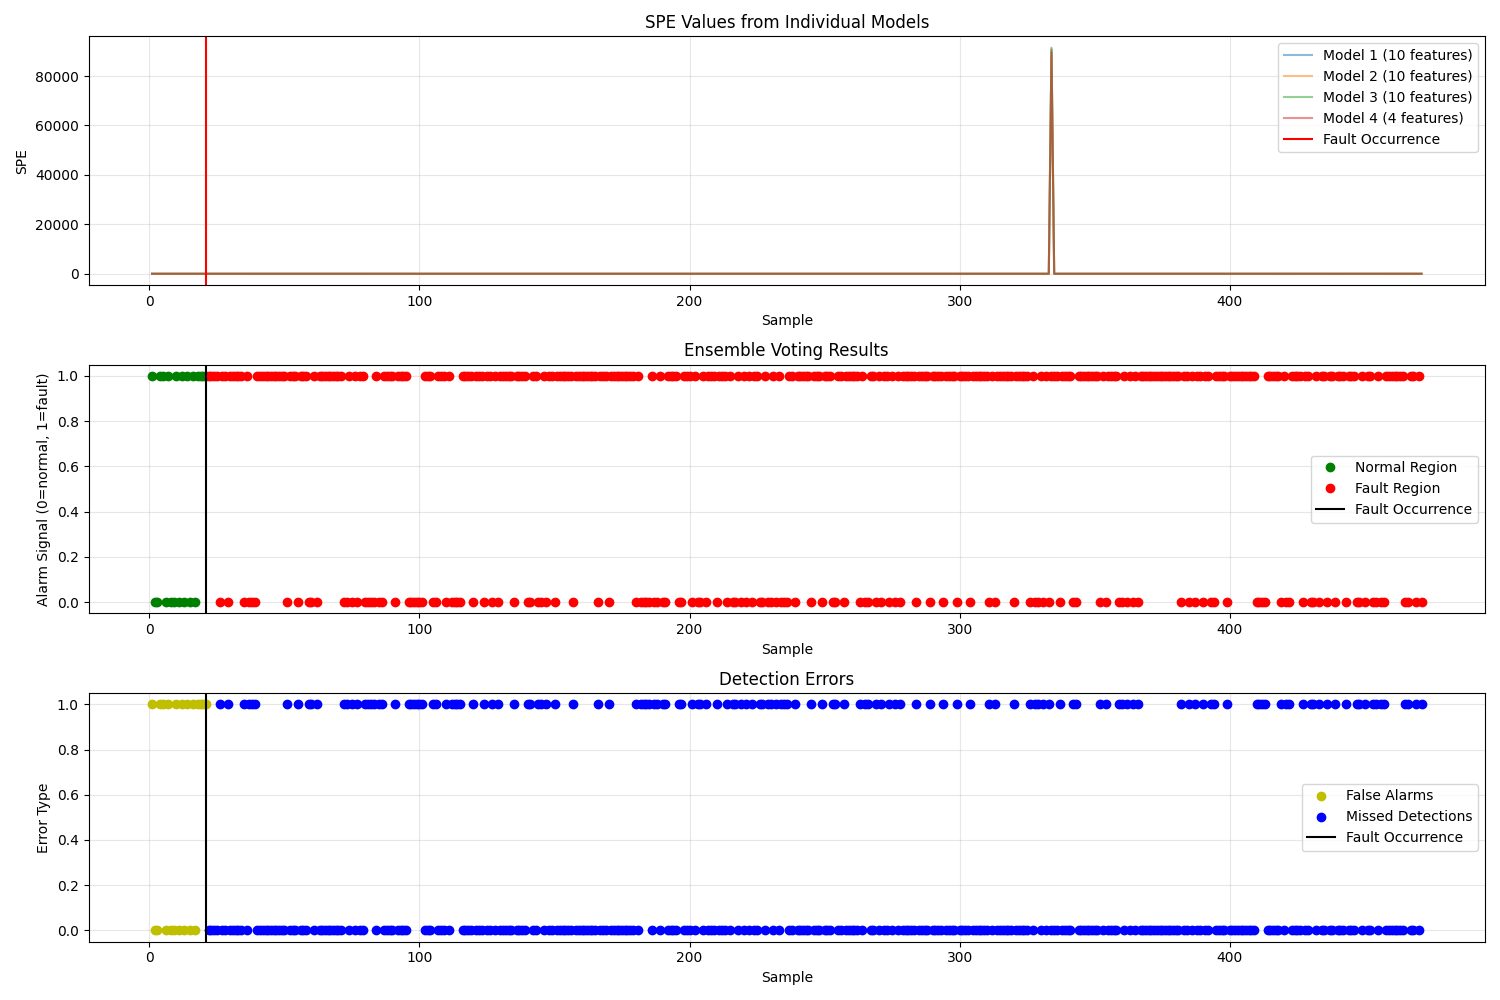 SPE Values from Individual Models
80000
60000
40000
20000
0
SPE
Model 1 (10 features)
Model 2 (10 features)
Model 3 (10 features)
Model 4 (4 features)
Fault Occurrence
0 100 200 300 400
Sample
Ensemble Voting Results
1.0
0.8
0.6
0.4
0.2
0.0
Alarm Signal (0=normal, 1=fault)
Normal Region
Fault Region
Fault Occurrence
0 100 200 300 400
Sample
Detection Errors
1.0
0.8
0.6
0.4
0.2
0.0
Error Type
False Alarms
Missed Detections
Fault Occurrence
0 100 200 300 400
Sample